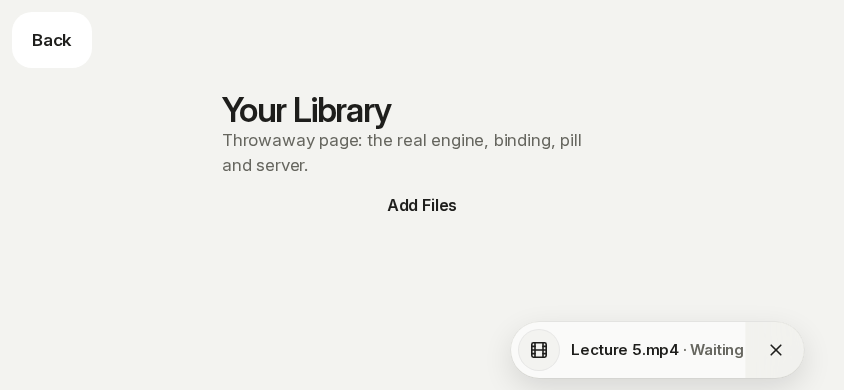 Back
Your Library
Throwaway page: the real engine, binding, pill
and server.
Add Files
Lecture 5.mp4 · Waiting